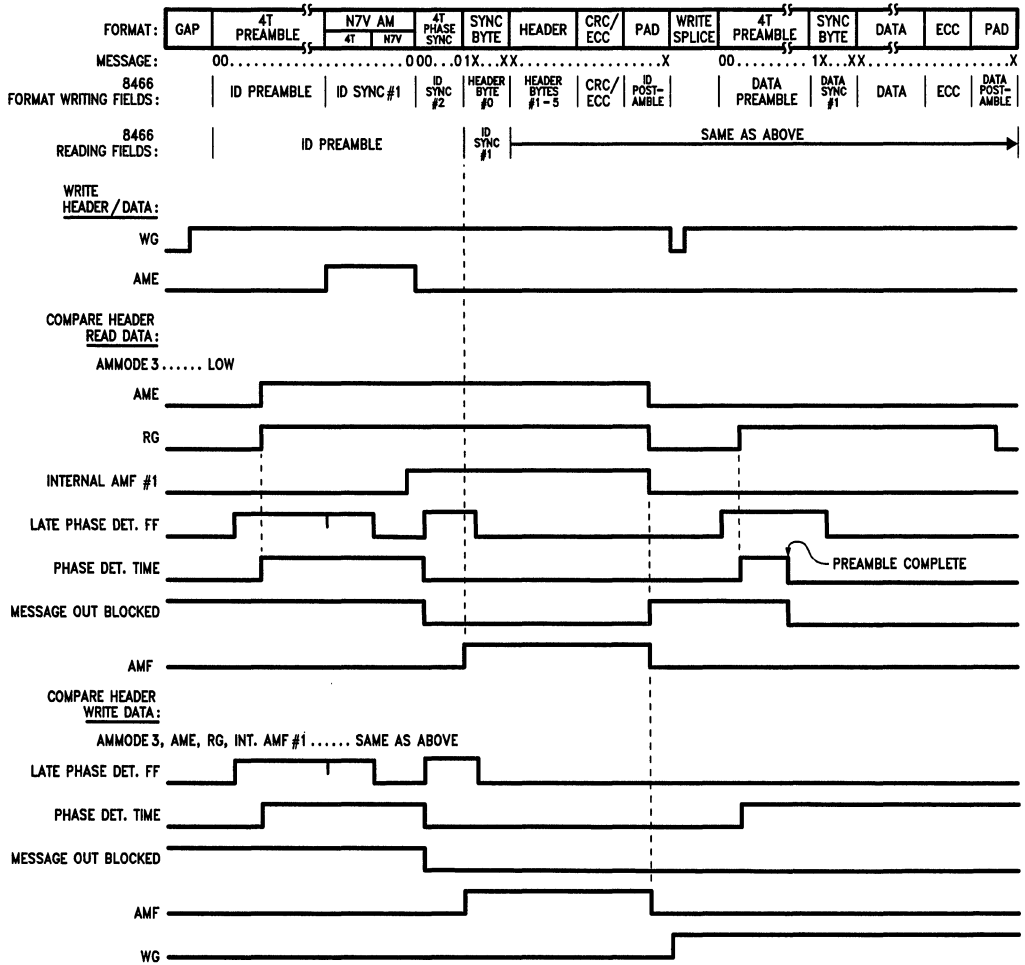 FORMAT: GAP 4T PREAMBLE N7V AM 4T N7V 4T PHASE SYNC SYNC BYTE HEADER CRC/ECC PAD WRITE SPLICE 4T PREAMBLE SYNC BYTE DATA ECC PAD
MESSAGE: 00...................0 000...01X...XX.....................X 00............1X...XX.....................X
8466 FORMAT WRITING FIELDS: ID PREAMBLE ID SYNC #1 ID SYNC #2 HEADER BYTE #0 HEADER BYTES #1-5 CRC/ECC ID POST-AMBLE DATA PREAMBLE DATA SYNC #1 DATA ECC DATA POST-AMBLE
8466 READING FIELDS: ID PREAMBLE ID SYNC #1 SAME AS ABOVE
WRITE
HEADER/DATA:
WG
AME
COMPARE HEADER
READ DATA:
AMMODE 3...... LOW
AME
RG
INTERNAL AMF #1
LATE PHASE DET. FF
PHASE DET. TIME PREAMBLE COMPLETE
MESSAGE OUT BLOCKED
AMF
COMPARE HEADER
WRITE DATA:
AMMODE 3, AME, RG, INT. AMF #1...... SAME AS ABOVE
LATE PHASE DET. FF
PHASE DET. TIME
MESSAGE OUT BLOCKED
AMF
WG